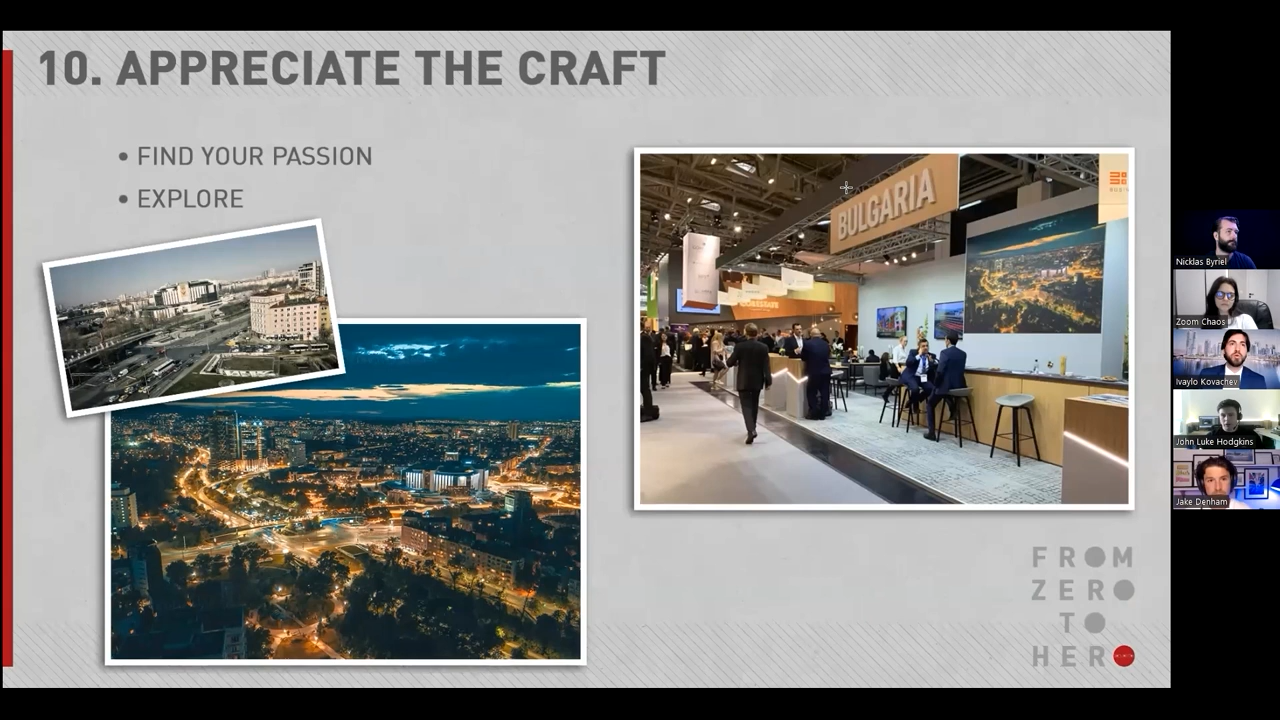 10. APPRECIATE THE CRAFT
• FIND YOUR PASSION
• EXPLORE
BULGARIA
FROM
ZERO
TO
HERO
Nicklas Byriel
Zoom Chaos
Ivaylo Kovachev
John Luke Hodgkins
Jake Denham